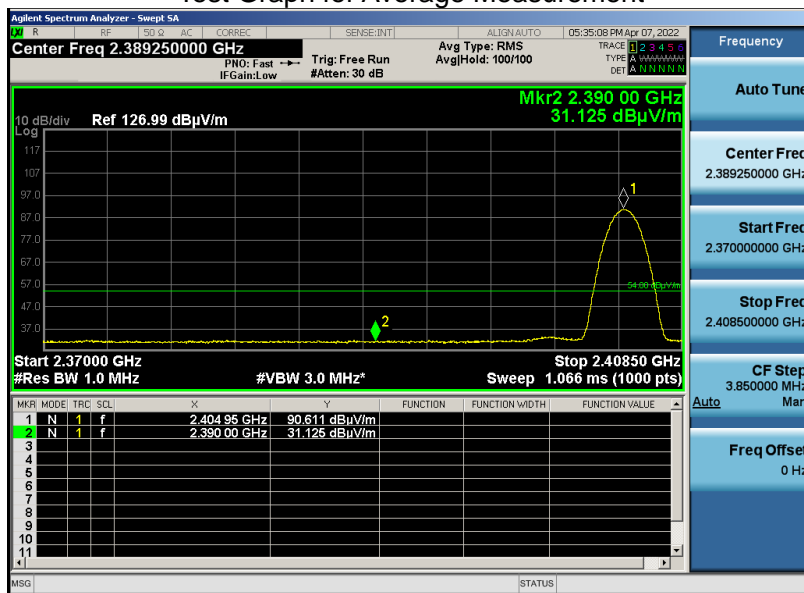 Test Graph for Average Measurement
Agilent Spectrum Analyzer - Swept SA
LXI R RF 50 Ω AC CORREC SENSE:INT ALIGN AUTO 05:35:08 PM Apr 07, 2022
Center Freq 2.389250000 GHz
PNO: Fast
IFGain:Low
Trig: Free Run
#Atten: 30 dB
Avg Type: RMS
Avg|Hold: 100/100
TRACE 1 2 3 4 5 6
TYPE A WWWWW
DET A N N N N N
Mkr2 2.390 00 GHz
31.125 dBµV/m
10 dB/div Ref 126.99 dBµV/m
Log
117
107
97.0
87.0
77.0
67.0
57.0
47.0
37.0
1
54.00 dBµV/m
2
Start 2.37000 GHz Stop 2.40850 GHz
#Res BW 1.0 MHz #VBW 3.0 MHz* Sweep 1.066 ms (1000 pts)
MKR MODE TRC SCL X Y FUNCTION FUNCTION WIDTH FUNCTION VALUE
1 N 1 f 2.404 95 GHz 90.611 dBµV/m
2 N 1 f 2.390 00 GHz 31.125 dBµV/m
3
4
5
6
7
8
9
10
11
MSG STATUS
Frequency
Auto Tune
Center Freq
2.389250000 GHz
Start Freq
2.370000000 GHz
Stop Freq
2.408500000 GHz
CF Step
3.850000 MHz
Auto Man
Freq Offset
0 Hz